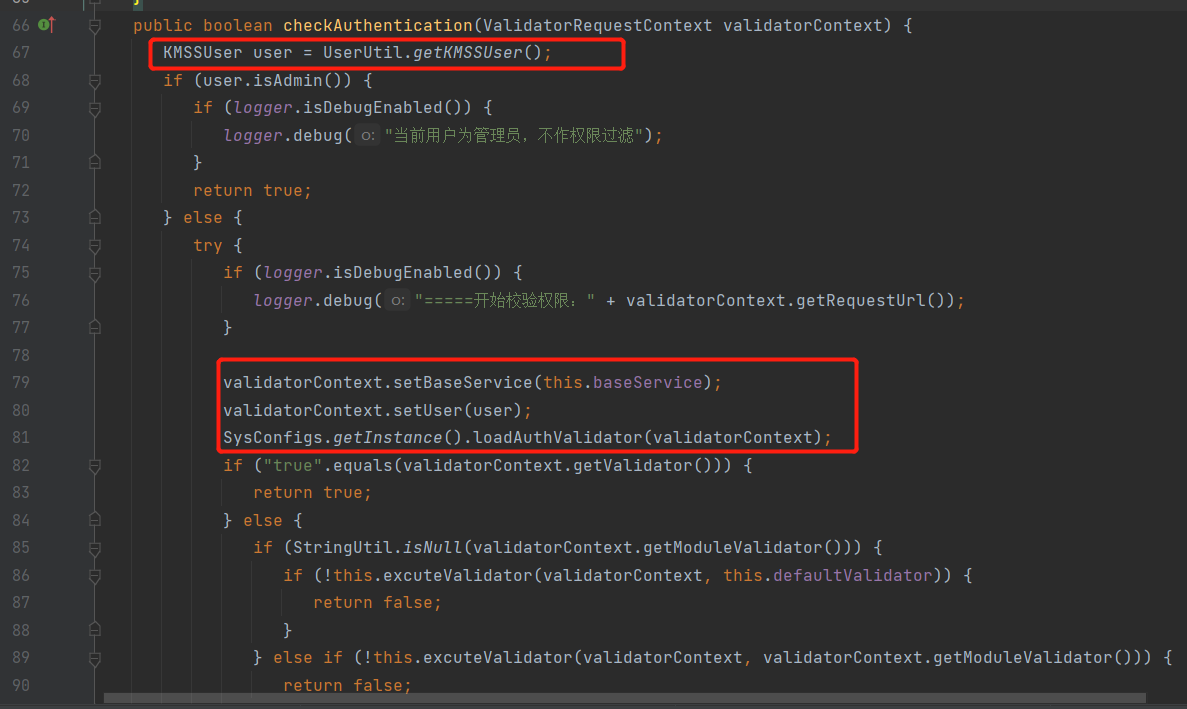 66 public boolean checkAuthentication(ValidatorRequestContext validatorContext) {
67 KMSSUser user = UserUtil.getKMSSUser();
68 if (user.isAdmin()) {
69 if (logger.isDebugEnabled()) {
70 logger.debug( o: "当前用户为管理员，不作权限过滤");
71 }
72 return true;
73 } else {
74 try {
75 if (logger.isDebugEnabled()) {
76 logger.debug( o: "=====开始校验权限：" + validatorContext.getRequestUrl());
77 }
78
79 validatorContext.setBaseService(this.baseService);
80 validatorContext.setUser(user);
81 SysConfigs.getInstance().loadAuthValidator(validatorContext);
82 if ("true".equals(validatorContext.getValidator())) {
83 return true;
84 } else {
85 if (StringUtil.isNull(validatorContext.getModuleValidator())) {
86 if (!this.excuteValidator(validatorContext, this.defaultValidator)) {
87 return false;
88 }
89 } else if (!this.excuteValidator(validatorContext, validatorContext.getModuleValidator())) {
90 return false;